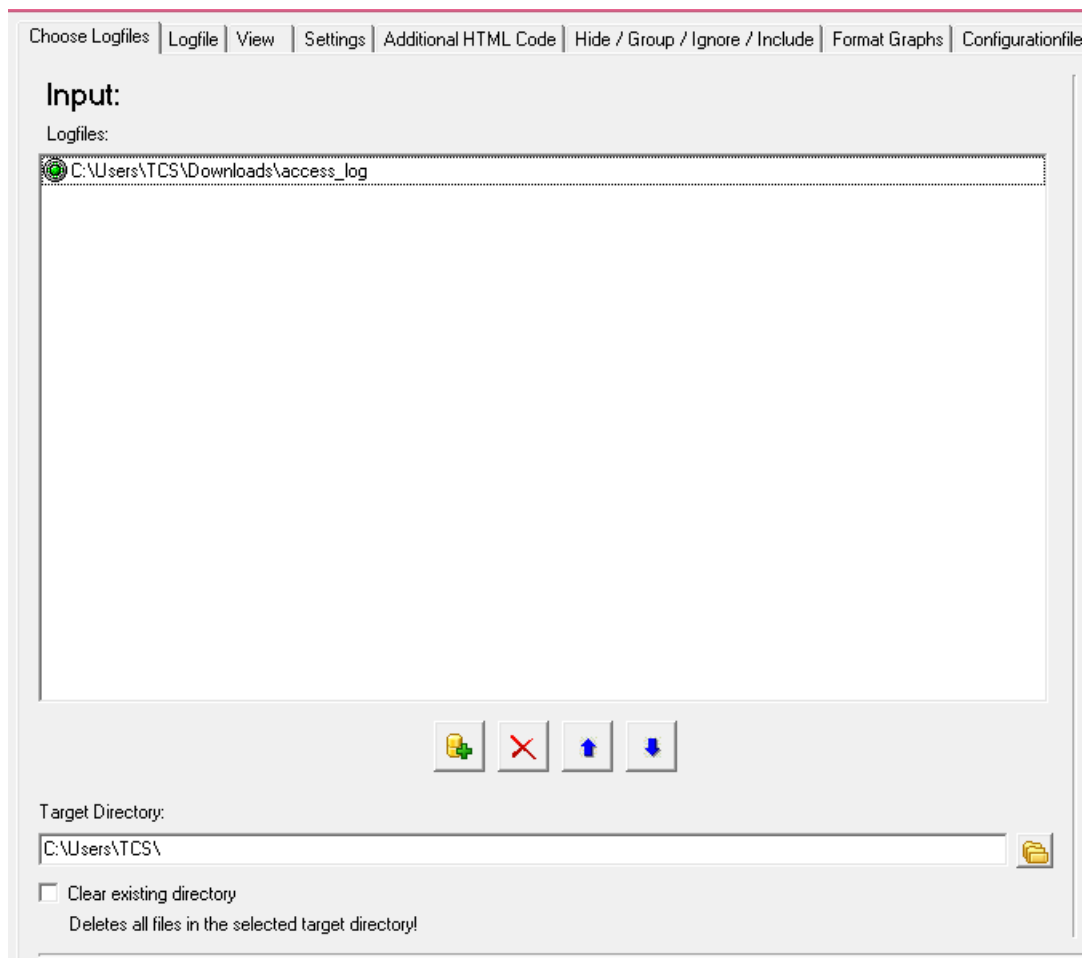 Choose Logfiles Logfile View Settings Additional HTML Code Hide / Group / Ignore / Include Format Graphs Configurationfile
Input:
Logfiles:
C:\Users\TCS\Downloads\access_log
Target Directory:
C:\Users\TCS\
Clear existing directory
Deletes all files in the selected target directory!